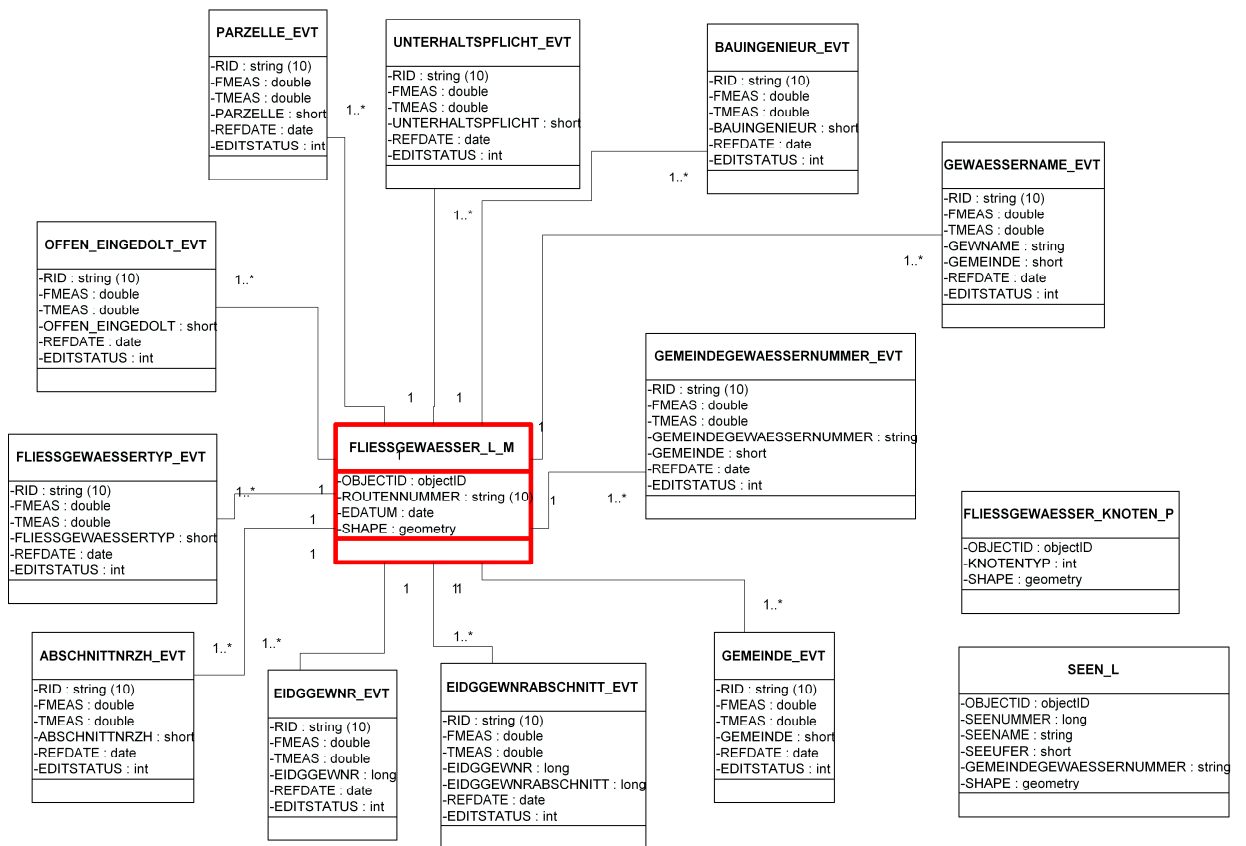 PARZELLE_EVT
-RID : string (10)
-FMEAS : double
-TMEAS : double
-PARZELLE : short
-REFDATE : date
-EDITSTATUS : int
1..*
UNTERHALTSPFLICHT_EVT
-RID : string (10)
-FMEAS : double
-TMEAS : double
-UNTERHALTSPFLICHT : short
-REFDATE : date
-EDITSTATUS : int
1..*
BAUINGENIEUR_EVT
-RID : string (10)
-FMEAS : double
-TMEAS : double
-BAUINGENIEUR : short
-REFDATE : date
-EDITSTATUS : int
1..*
GEWAESSERNAME_EVT
-RID : string (10)
-FMEAS : double
-TMEAS : double
-GEWNAME : string
-GEMEINDE : short
-REFDATE : date
-EDITSTATUS : int
1..*
OFFEN_EINGEDOLT_EVT
-RID : string (10)
-FMEAS : double
-TMEAS : double
-OFFEN_EINGEDOLT : short
-REFDATE : date
-EDITSTATUS : int
1..*
GEMEINDEGEWAESSERNUMMER_EVT
-RID : string (10)
-FMEAS : double
-TMEAS : double
-GEMEINDEGEWAESSERNUMMER : string
-GEMEINDE : short
-REFDATE : date
-EDITSTATUS : int
1..*
1
1
1
FLIESSGEWAESSER_L_M
1
-OBJECTID : objectID
-ROUTENNUMMER : string (10)
-EDATUM : date
-SHAPE : geometry
1
1
1
1
1
11
FLIESSGEWAESSERTYP_EVT
-RID : string (10)
-FMEAS : double
-TMEAS : double
-FLIESSGEWAESSERTYP : short
-REFDATE : date
-EDITSTATUS : int
1..*
FLIESSGEWAESSER_KNOTEN_P
-OBJECTID : objectID
-KNOTENTYP : int
-SHAPE : geometry
ABSCHNITTNRZH_EVT
-RID : string (10)
-FMEAS : double
-TMEAS : double
-ABSCHNITTNRZH : short
-REFDATE : date
-EDITSTATUS : int
1..*
EIDGGEWNR_EVT
-RID : string (10)
-FMEAS : double
-TMEAS : double
-EIDGGEWNR : long
-REFDATE : date
-EDITSTATUS : int
1..*
EIDGGEWNRABSCHNITT_EVT
-RID : string (10)
-FMEAS : double
-TMEAS : double
-EIDGGEWNR : long
-EIDGGEWNRABSCHNITT : long
-REFDATE : date
-EDITSTATUS : int
1..*
GEMEINDE_EVT
-RID : string (10)
-FMEAS : double
-TMEAS : double
-GEMEINDE : short
-REFDATE : date
-EDITSTATUS : int
1..*
SEEN_L
-OBJECTID : objectID
-SEENUMMER : long
-SEENAME : string
-SEEUFER : short
-GEMEINDEGEWAESSERNUMMER : string
-SHAPE : geometry